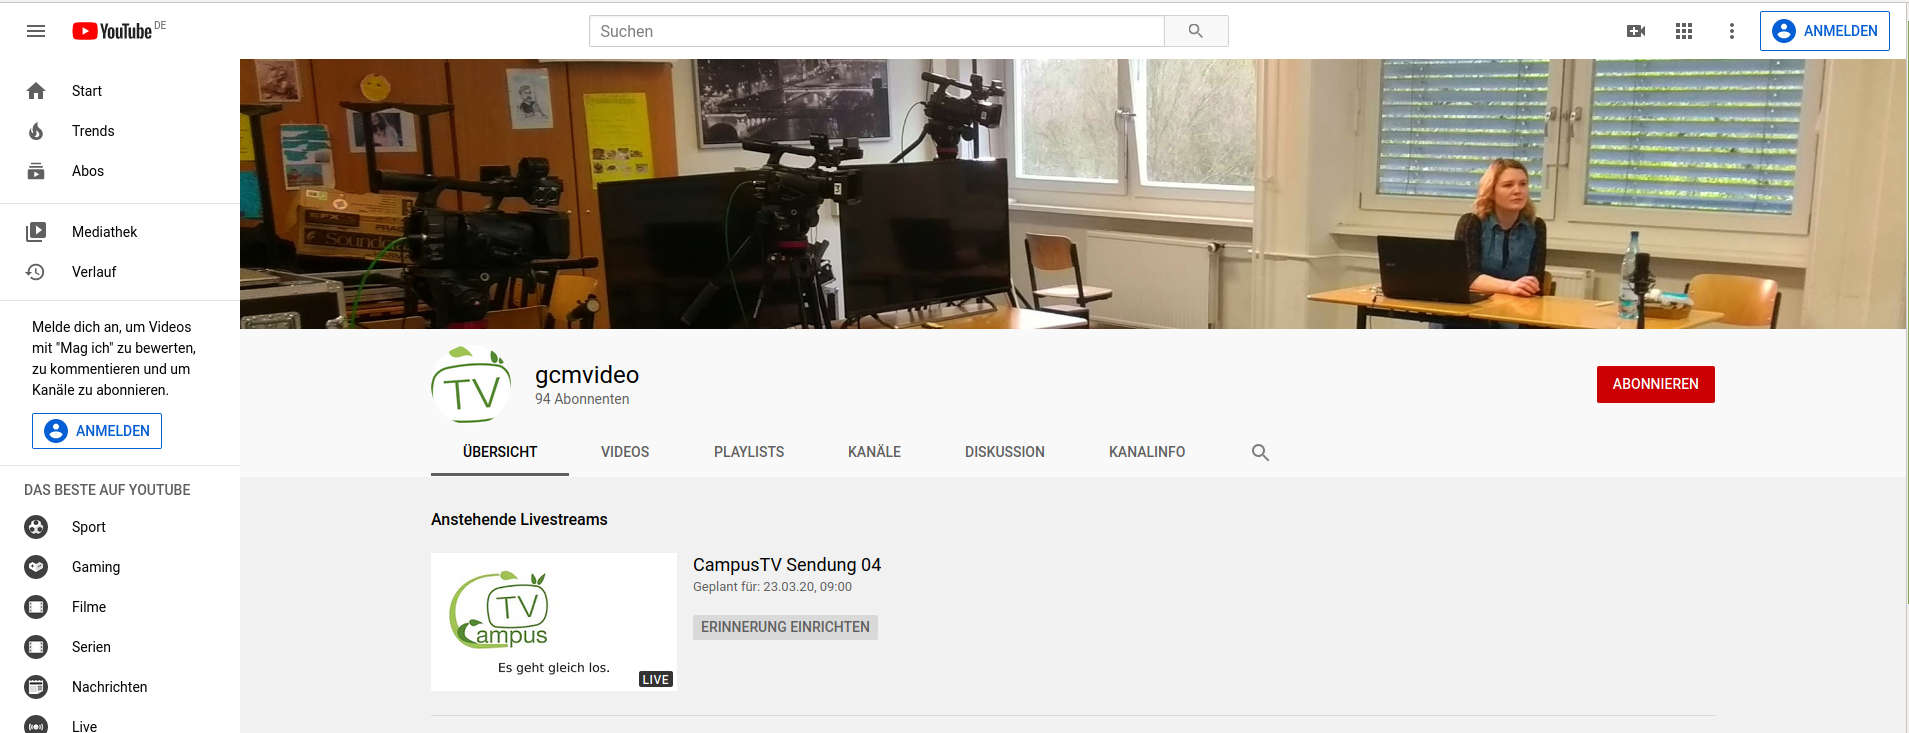 YouTube DE
Suchen
ANMELDEN
Start
Trends
Abos
Mediathek
Verlauf
Melde dich an, um Videos
mit "Mag ich" zu bewerten,
zu kommentieren und um
Kanäle zu abonnieren.
ANMELDEN
DAS BESTE AUF YOUTUBE
Sport
Gaming
Filme
Serien
Nachrichten
Live
TV
gcmvideo
94 Abonnenten
ABONNIEREN
ÜBERSICHT
VIDEOS
PLAYLISTS
KANÄLE
DISKUSSION
KANALINFO
Anstehende Livestreams
TV
Campus
Es geht gleich los.
LIVE
CampusTV Sendung 04
Geplant für: 23.03.20, 09:00
ERINNERUNG EINRICHTEN